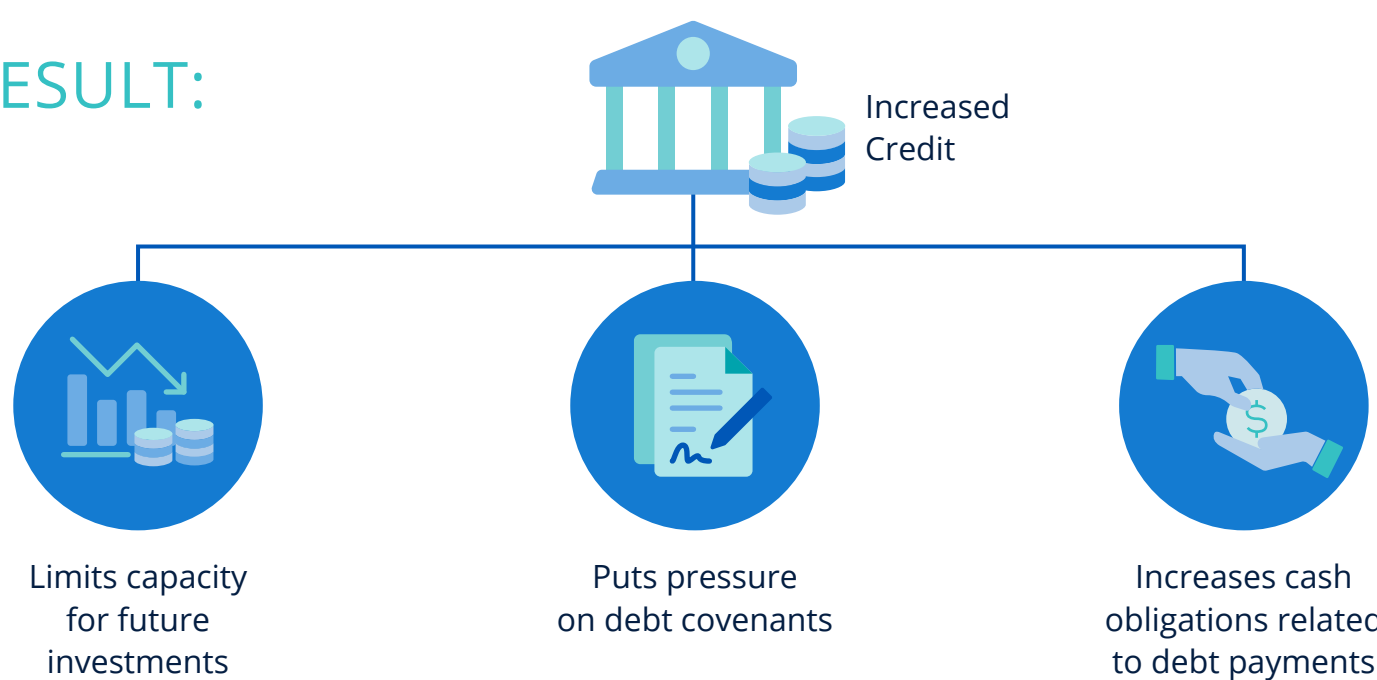 ESULT:
Increased
Credit
Limits capacity
for future
investments
Puts pressure
on debt covenants
Increases cash
obligations related
to debt payments
$